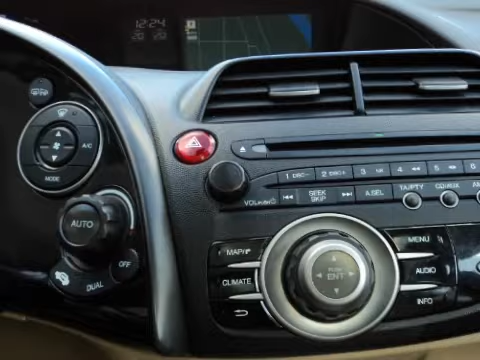 12:24
A/C
MODE
AUTO
OFF
DUAL
1 DISC−
2 DISC+
3
4
5
6
VOL
SEEK
SKIP
A.SEL
TA/PTY
CD/AUX
MAP/
CLIMATE
PUSH
ENT
MENU
AUDIO
INFO